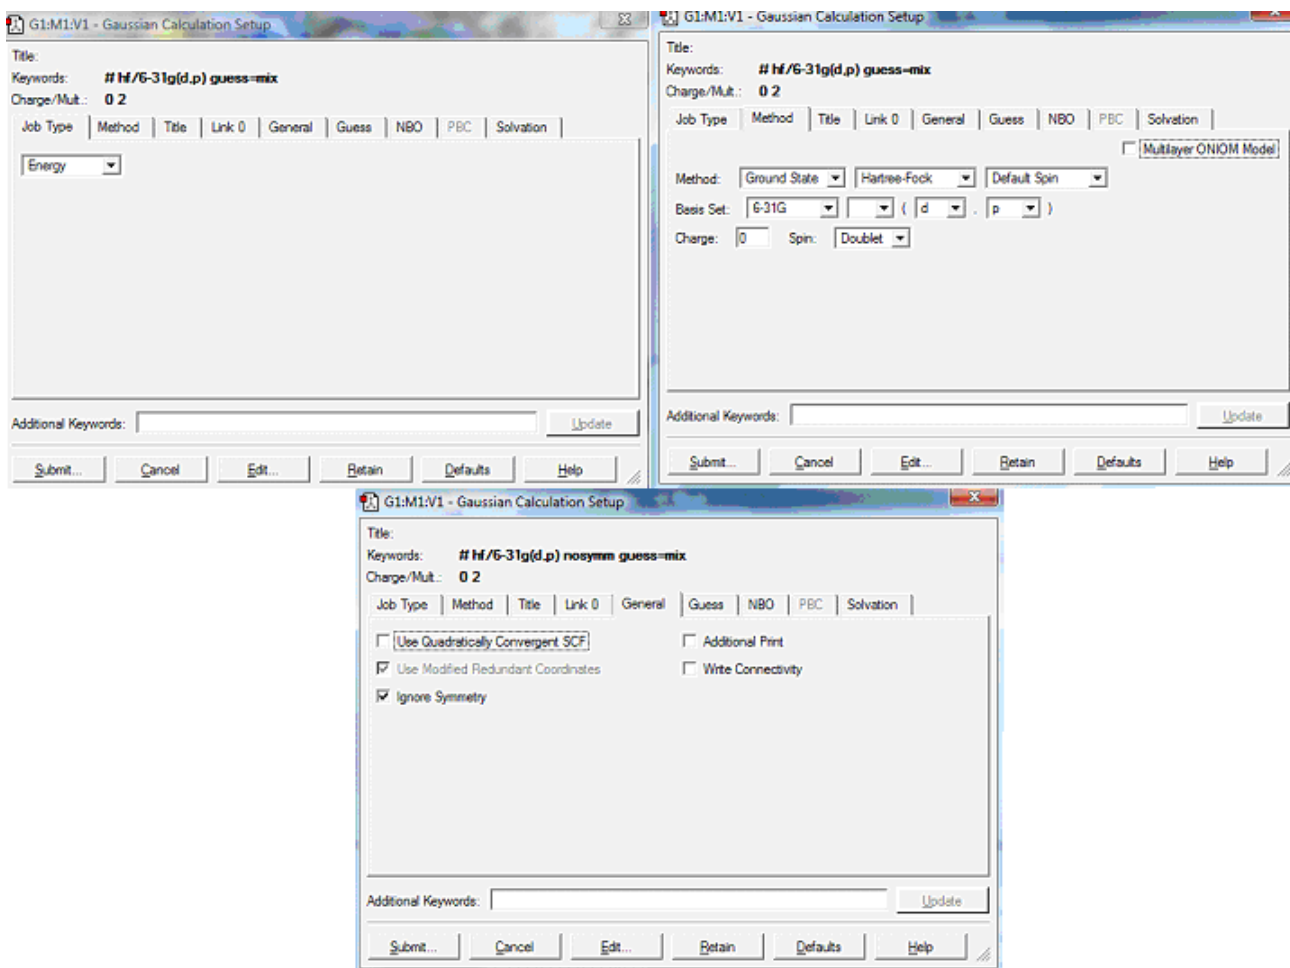 G1:M1:V1 - Gaussian Calculation Setup
Title:
Keywords: # hf/6-31g(d,p) guess=mix
Charge/Mult.: 0 2
Job Type Method Title Link 0 General Guess NBO PBC Solvation
Energy
Additional Keywords: Update
Submit... Cancel Edit... Retain Defaults Help
G1:M1:V1 - Gaussian Calculation Setup
Title:
Keywords: # hf/6-31g(d,p) guess=mix
Charge/Mult.: 0 2
Job Type Method Title Link 0 General Guess NBO PBC Solvation
Multilayer ONIOM Model
Method: Ground State Hartree-Fock Default Spin
Basis Set: 6-31G ( d , p )
Charge: 0 Spin: Doublet
Additional Keywords: Update
Submit... Cancel Edit... Retain Defaults Help
G1:M1:V1 - Gaussian Calculation Setup
Title:
Keywords: # hf/6-31g(d,p) nosymm guess=mix
Charge/Mult.: 0 2
Job Type Method Title Link 0 General Guess NBO PBC Solvation
Use Quadratically Convergent SCF Additional Print
Use Modified Redundant Coordinates Write Connectivity
Ignore Symmetry
Additional Keywords: Update
Submit... Cancel Edit... Retain Defaults Help